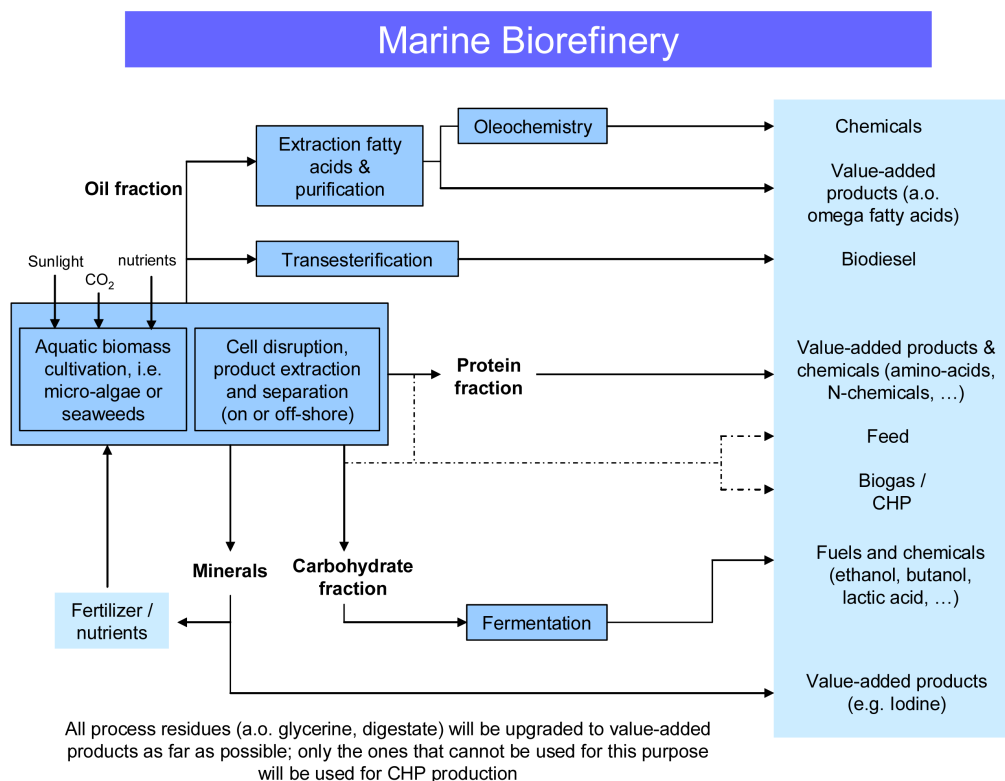 Marine Biorefinery
Oleochemistry
Chemicals
Extraction fatty
acids &
purification
Value-added
products (a.o.
omega fatty acids)
Oil fraction
Sunlight
CO₂
nutrients
Transesterification
Biodiesel
Aquatic biomass
cultivation, i.e.
micro-algae or
seaweeds
Cell disruption,
product extraction
and separation
(on or off-shore)
Protein
fraction
Value-added products &
chemicals (amino-acids,
N-chemicals, …)
Feed
Biogas /
CHP
Minerals
Carbohydrate
fraction
Fuels and chemicals
(ethanol, butanol,
lactic acid, …)
Fertilizer /
nutrients
Fermentation
Value-added products
(e.g. Iodine)
All process residues (a.o. glycerine, digestate) will be upgraded to value-added
products as far as possible; only the ones that cannot be used for this purpose
will be used for CHP production